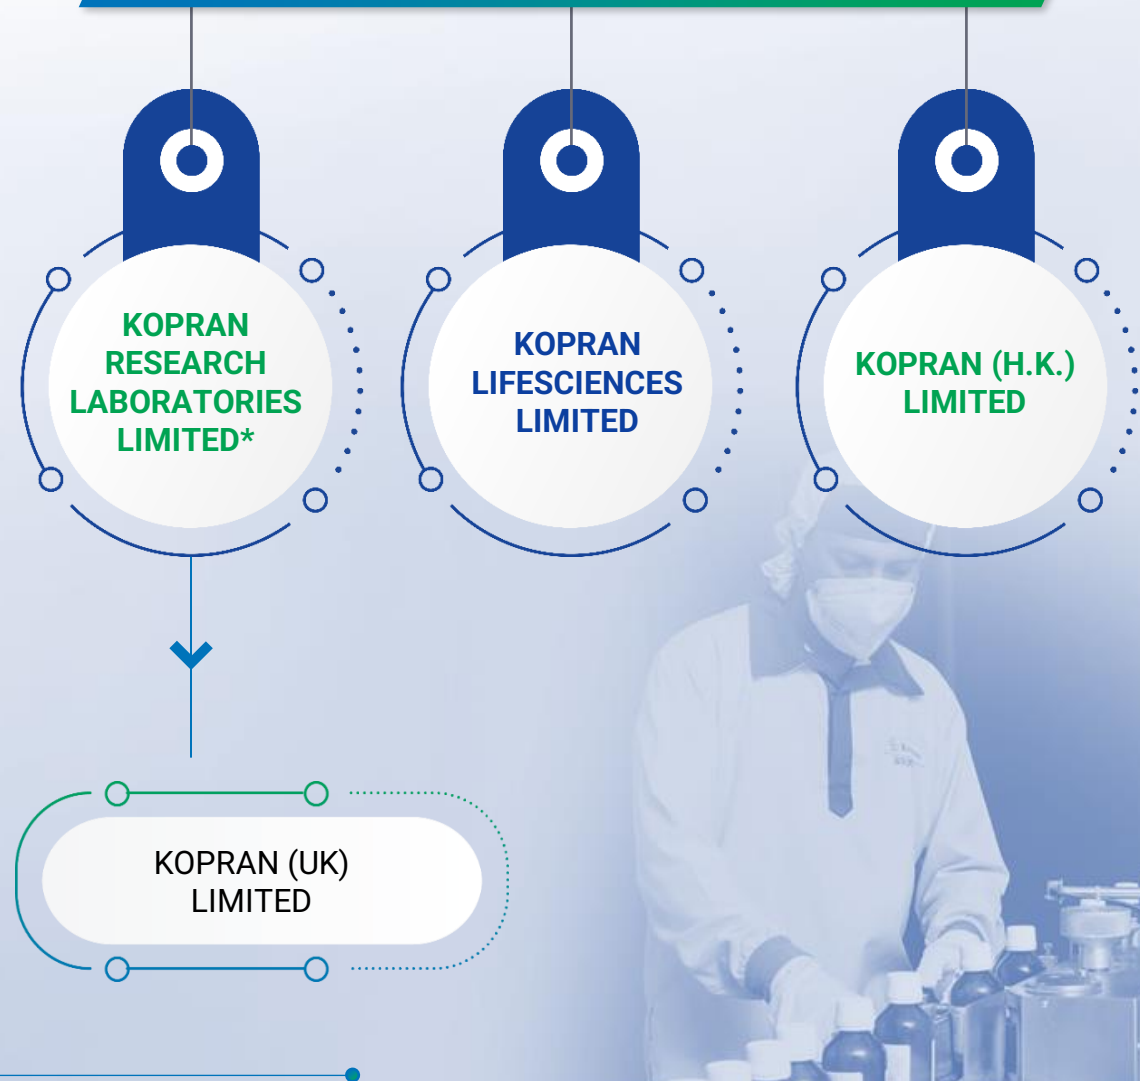 KOPRAN
RESEARCH
LABORATORIES
LIMITED*
KOPRAN
LIFESCIENCES
LIMITED
KOPRAN (H.K.)
LIMITED
KOPRAN (UK)
LIMITED